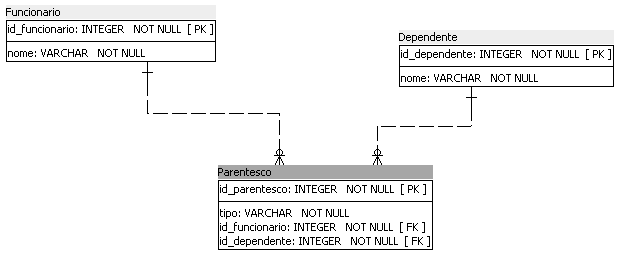 Funcionario
id_funcionario: INTEGER NOT NULL [ PK ]
nome: VARCHAR NOT NULL
Dependente
id_dependente: INTEGER NOT NULL [ PK ]
nome: VARCHAR NOT NULL
Parentesco
id_parentesco: INTEGER NOT NULL [ PK ]
tipo: VARCHAR NOT NULL
id_funcionario: INTEGER NOT NULL [ FK ]
id_dependente: INTEGER NOT NULL [ FK ]